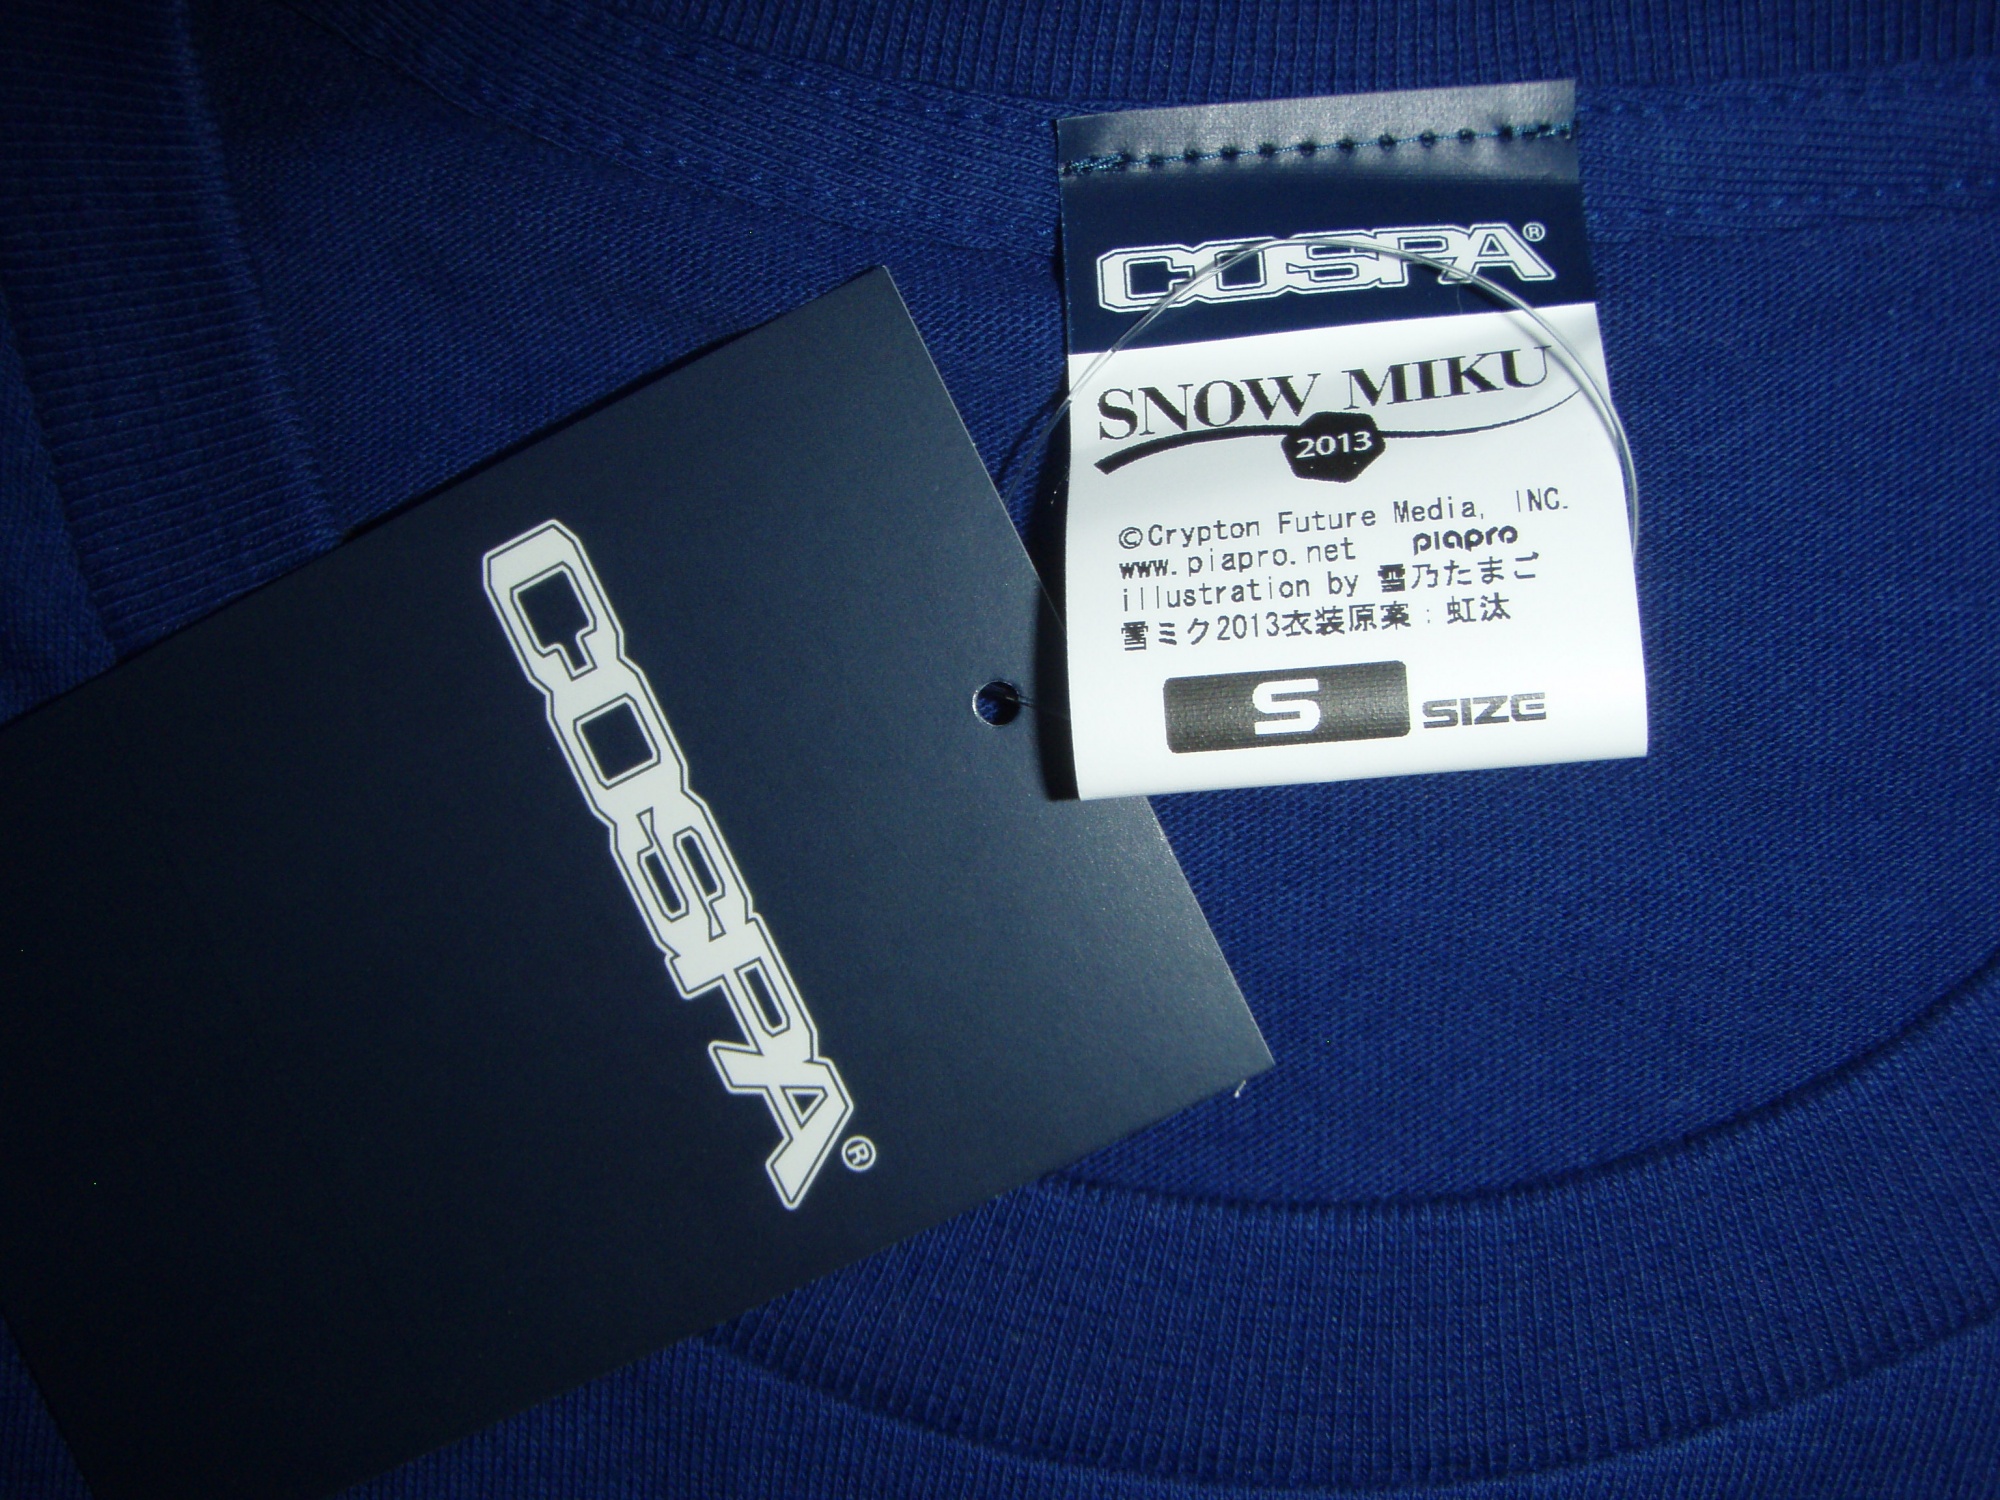 COSPA®
SNOW MIKU
2013
©Crypton Future Media, INC.
www.piapro.net piapro
illustration by 雪乃たまご
雪ミク2013衣装原案：虹汰
S SIZE
COSPA®